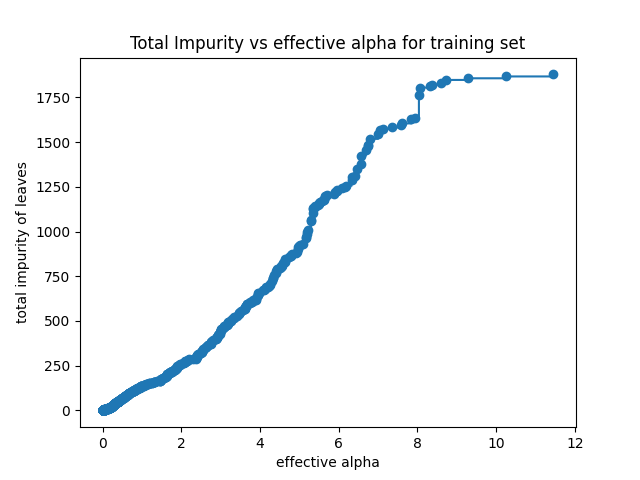 Total Impurity vs effective alpha for training set
1750
1500
1250
1000
750
500
250
0
total impurity of leaves
0 2 4 6 8 10 12
effective alpha